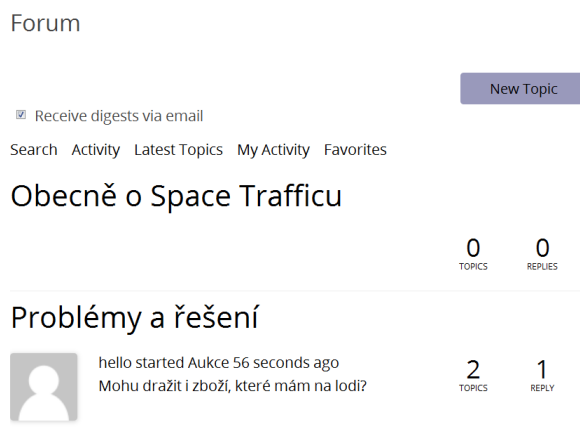 Forum
New Topic
Receive digests via email
Search Activity Latest Topics My Activity Favorites
Obecně o Space Trafficu
0 0
TOPICS REPLIES
Problémy a řešení
hello started Aukce 56 seconds ago
Mohu dražit i zboží, které mám na lodi?
2 1
TOPICS REPLY